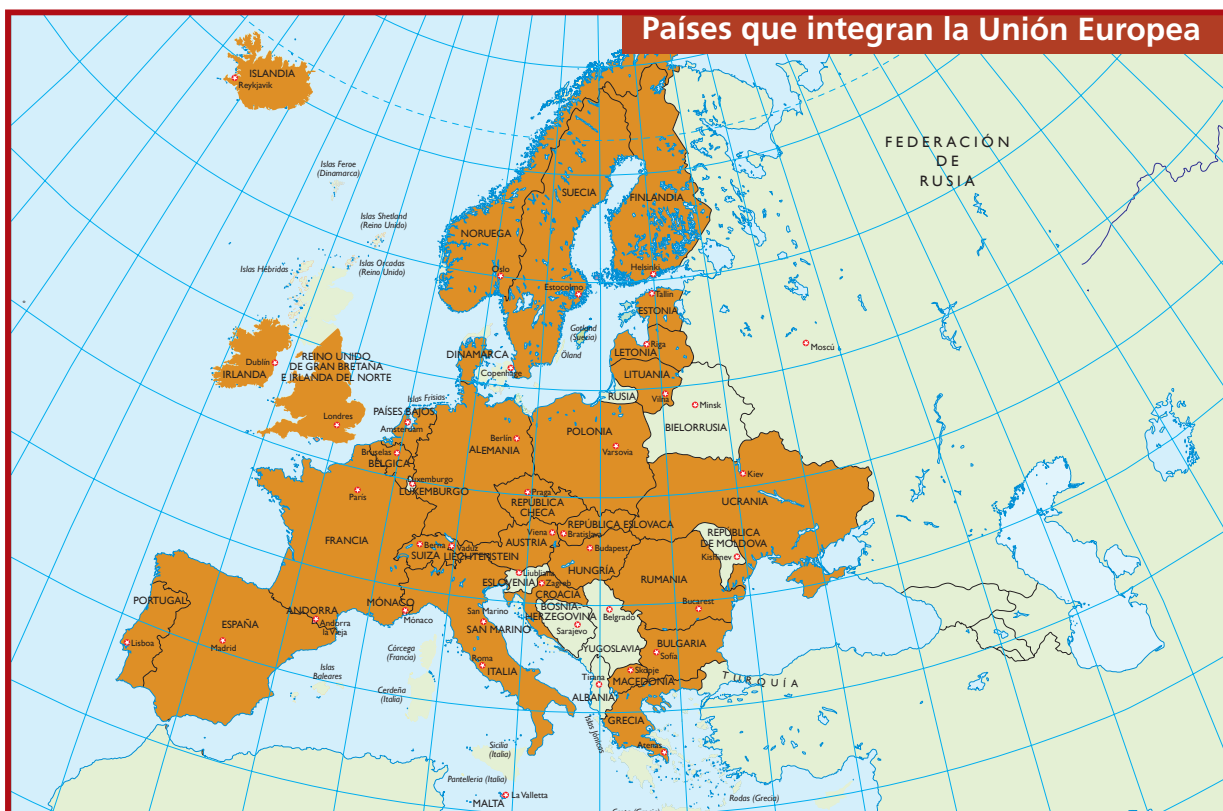 Países que integran la Unión Europea
ISLANDIA
Reykjavik
FEDERACIÓN
DE
RUSIA
Islas Feroe
(Dinamarca)
SUECIA
FINLANDIA
Islas Shetland
(Reino Unido)
NORUEGA
Islas Orcadas
(Reino Unido)
Islas Hébridas
Oslo
Helsinki
Estocolmo
Tallin
ESTONIA
Gotland
(Suecia)
Öland
Riga
Moscú
LETONIA
DINAMARCA
Copenhage
REINO UNIDO
DE GRAN BRETAÑA
E IRLANDA DEL NORTE
Dublín
IRLANDA
LITUANIA
Vilna
RUSIA
Minsk
BIELORRUSIA
Islas Frisias
PAÍSES BAJOS
Amsterdam
Londres
Berlín
ALEMANIA
POLONIA
Varsovia
Bruselas
BELGICA
Luxemburgo
LUXEMBURGO
Kiev
UCRANIA
París
Praga
REPÚBLICA
CHECA
REPÚBLICA ESLOVACA
Bratislava
Viena
AUSTRIA
FRANCIA
Berna
SUIZA
Vaduz
LIECHTENSTEIN
Budapest
HUNGRÍA
REPÚBLICA
DE MOLDOVA
Kishinev
Liubliana
ESLOVENIA
Zagreb
CROACIA
RUMANIA
Bucarest
BOSNIA-
HERZEGOVINA
Sarajevo
Belgrado
YUGOSLAVIA
PORTUGAL
Lisboa
ESPAÑA
Madrid
ANDORRA
Andorra
la Vieja
MÓNACO
Mónaco
San Marino
SAN MARINO
BULGARIA
Sofía
Córcega
(Francia)
Roma
ITALIA
Skopje
MACEDONIA
TURQUÍA
Islas
Baleares
Cerdeña
(Italia)
Tirana
ALBANIA
GRECIA
Islas Jónicas
Atenas
Sicilia
(Italia)
Pantelleria (Italia)
La Valletta
MALTA
Rodas (Grecia)